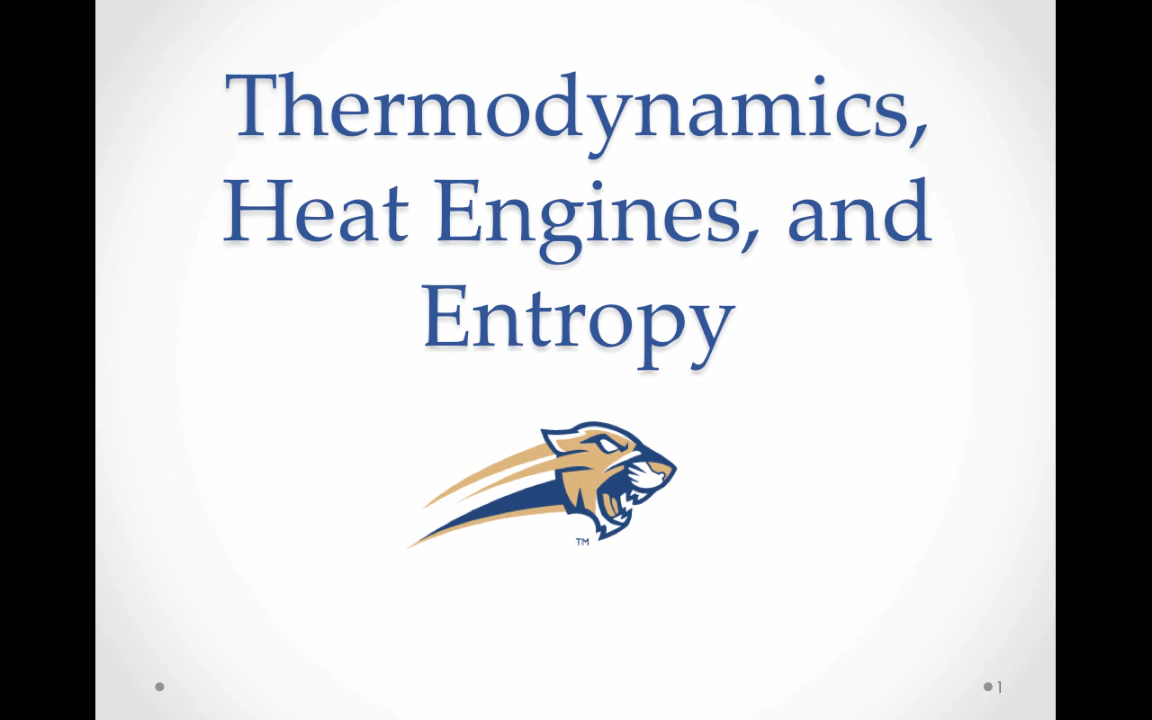 Thermodynamics,
Heat Engines, and
Entropy
TM
1